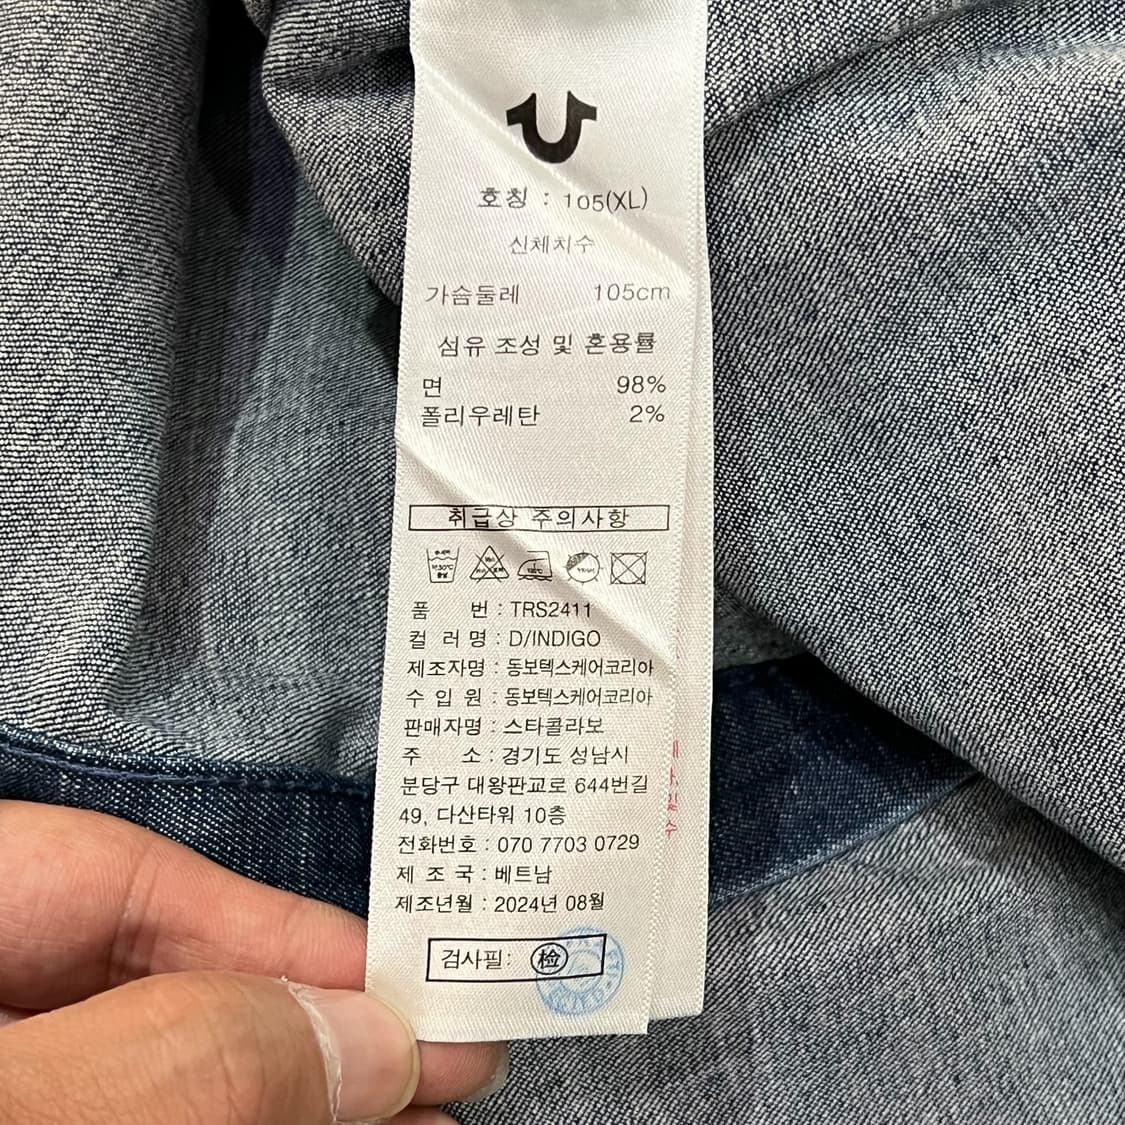 호칭 : 105(XL)
신체치수
가슴둘레 105cm
섬유 조성 및 혼용률
면 98%
폴리우레탄 2%
취급상 주의사항
품 번 : TRS2411
컬 러 명 : D/INDIGO
제조자명 : 동보텍스케어코리아
수 입 원 : 동보텍스케어코리아
판매자명 : 스타콜라보
주 소 : 경기도 성남시
분당구 대왕판교로 644번길
49, 다산타워 10층
전화번호 : 070 7703 0729
제 조 국 : 베트남
제조년월 : 2024년 08월
검사필: 检